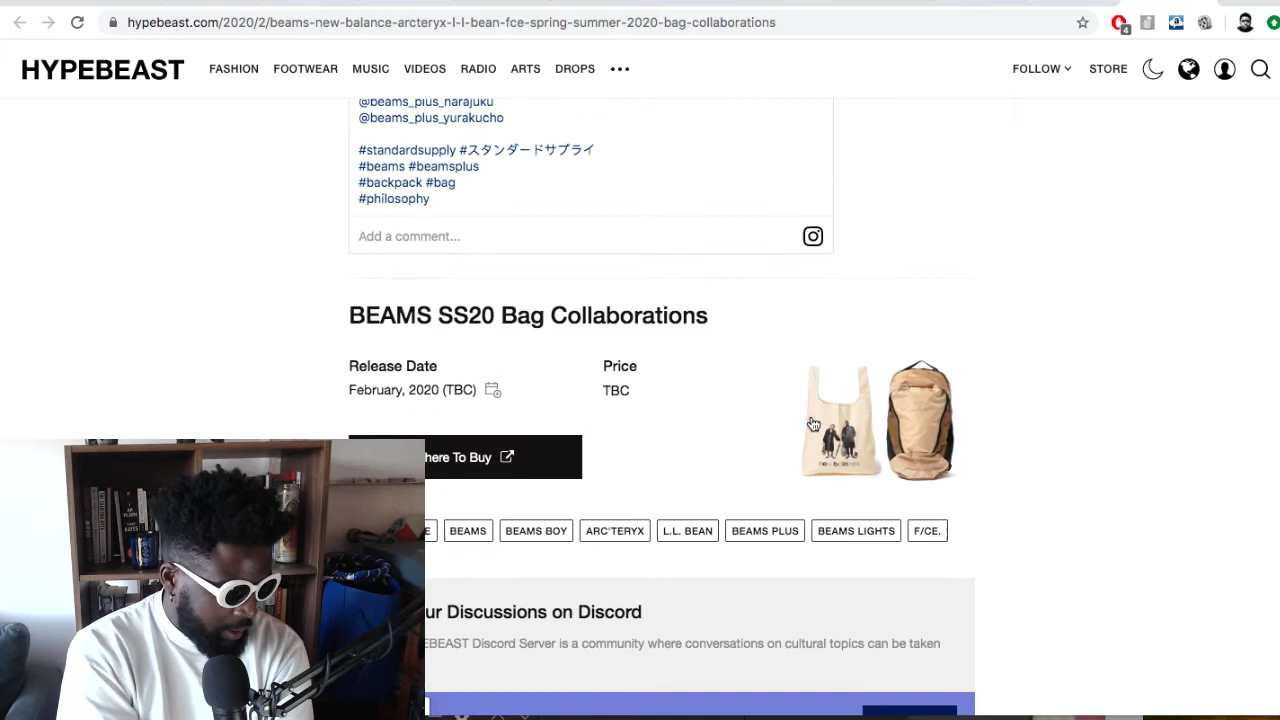 hypebeast.com/2020/2/beams-new-balance-arcteryx-l-l-bean-fce-spring-summer-2020-bag-collaborations
4
HYPEBEAST FASHION FOOTWEAR MUSIC VIDEOS RADIO ARTS DROPS FOLLOW STORE
@beams_plus_harajuku
@beams_plus_yurakucho
#standardsupply #スタンダードサプライ
#beams #beamsplus
#backpack #bag
#philosophy
Add a comment...
BEAMS SS20 Bag Collaborations
Release Date Price
February, 2020 (TBC) TBC
new balance
here To Buy
E BEAMS BEAMS BOY ARC'TERYX L.L. BEAN BEAMS PLUS BEAMS LIGHTS F/CE.
ur Discussions on Discord
EBEAST Discord Server is a community where conversations on cultural topics can be taken